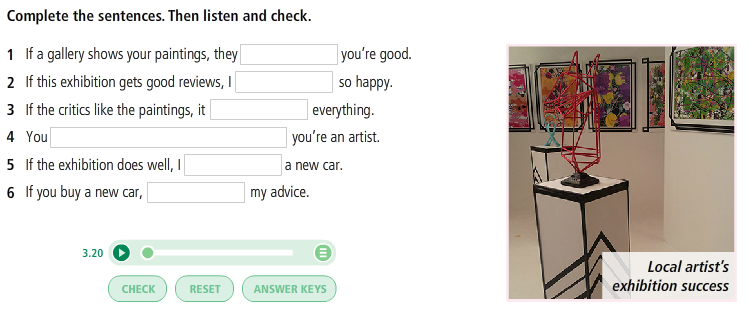 Complete the sentences. Then listen and check.
1 If a gallery shows your paintings, they you’re good.
2 If this exhibition gets good reviews, I so happy.
3 If the critics like the paintings, it everything.
4 You you’re an artist.
5 If the exhibition does well, I a new car.
6 If you buy a new car, my advice.
3.20
CHECK RESET ANSWER KEYS
Local artist’s
exhibition success